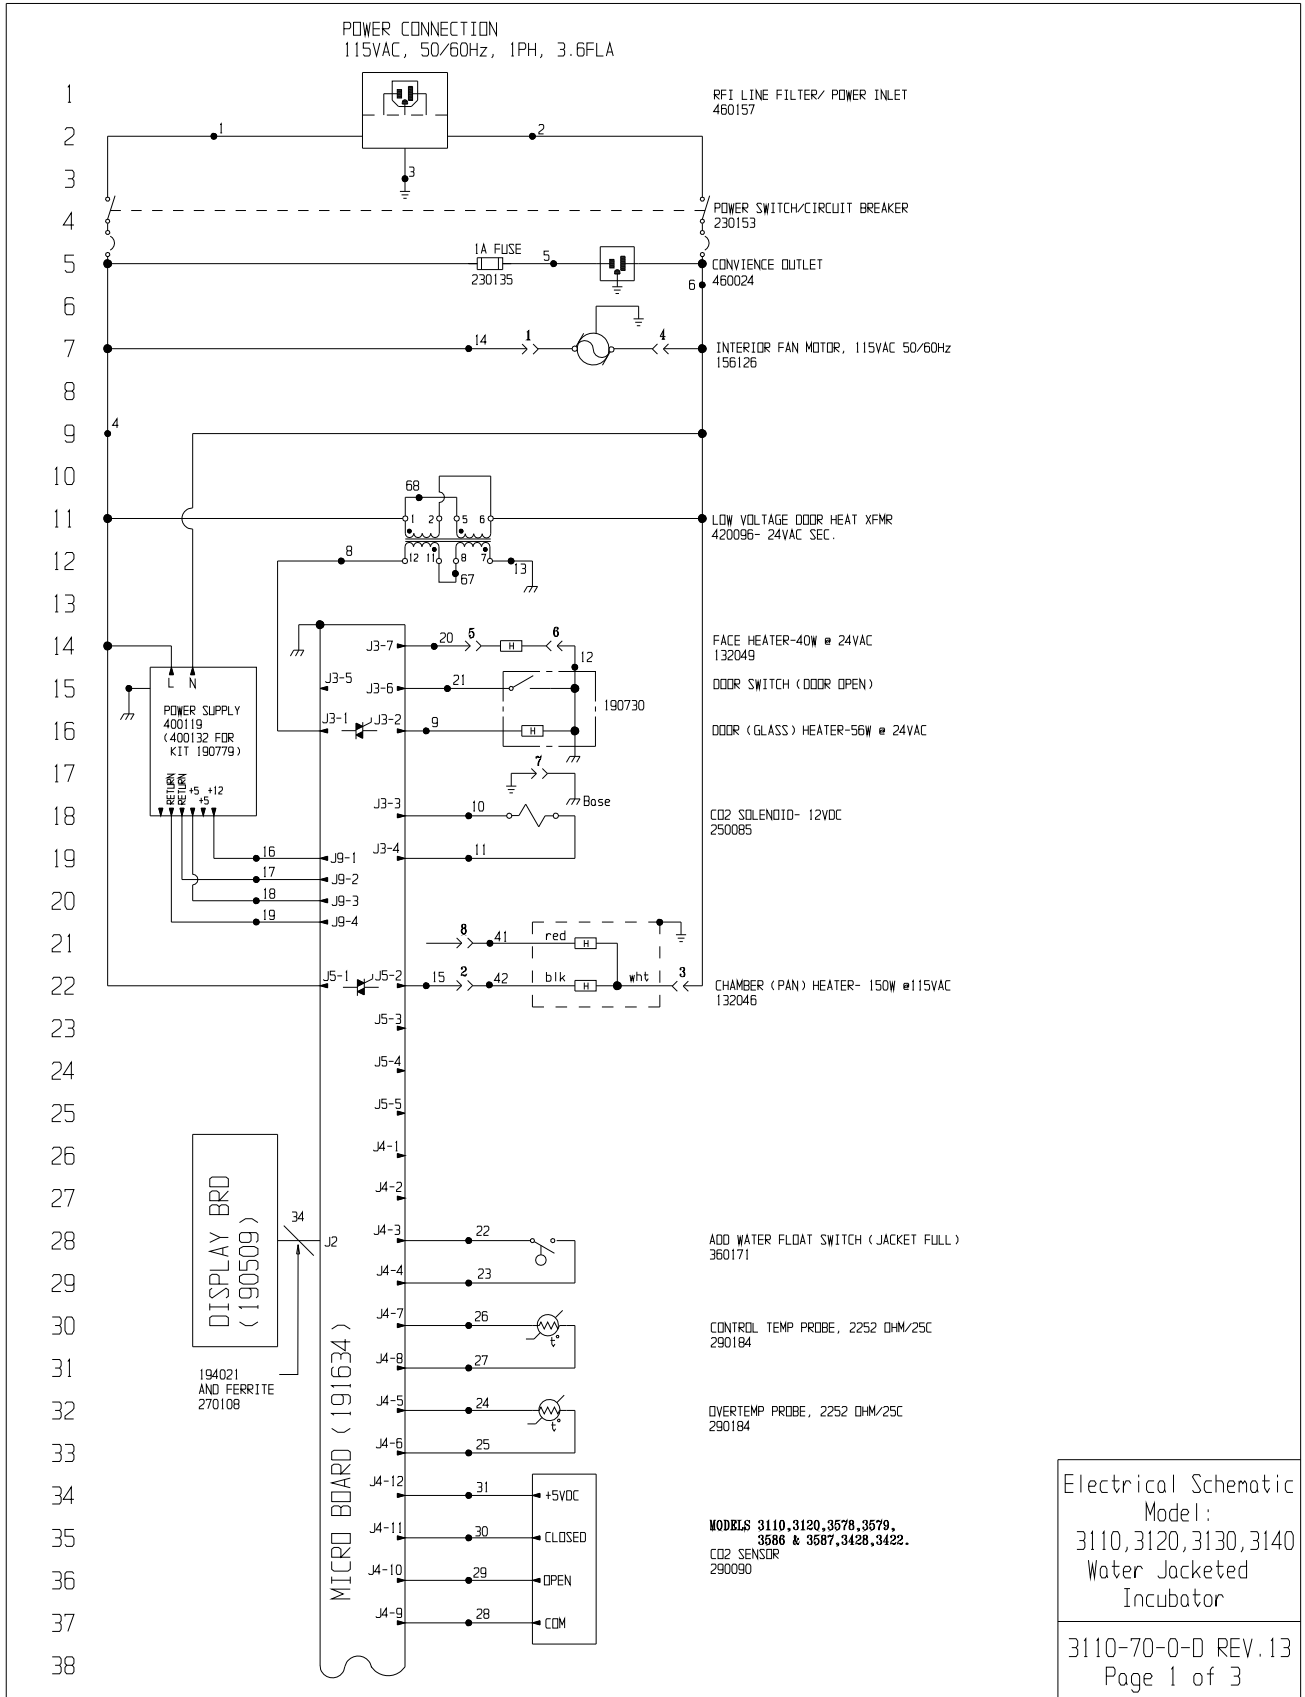 POWER CONNECTION
115VAC, 50/60Hz, 1PH, 3.6FLA
1
RFI LINE FILTER/ POWER INLET
460157
2
1
2
3
3
4
POWER SWITCH/CIRCUIT BREAKER
230153
5
1A FUSE
230135
5
CONVIENCE OUTLET
460024
6
6
7
14
1
4
INTERIOR FAN MOTOR, 115VAC 50/60Hz
156126
8
9
4
10
68
11
1
2
5
6
LOW VOLTAGE DOOR HEAT XFMR
420096- 24VAC SEC.
12
8
12
11
8
7
13
67
13
14
J3-7
20
5
6
12
FACE HEATER-40W @ 24VAC
132049
H
15
L N
J3-5
J3-6
21
190730
DOOR SWITCH (DOOR OPEN)
POWER SUPPLY
400119
(400132 FOR
KIT 190779)
16
J3-1
J3-2
9
H
DOOR (GLASS) HEATER-56W @ 24VAC
17
7
RETURN
RETURN
+5
+5
+12
18
J3-3
10
Base
CO2 SOLENOID- 12VDC
250085
19
16
J9-1
J3-4
11
17
J9-2
20
18
J9-3
19
J9-4
21
8
41
red
H
22
J5-1
J5-2
15
2
42
blk
H
wht
3
CHAMBER (PAN) HEATER- 150W @115VAC
132046
23
J5-3
24
J5-4
25
J5-5
26
J4-1
27
J4-2
DISPLAY BRD
(190509)
34
28
J2
J4-3
22
ADD WATER FLOAT SWITCH (JACKET FULL)
360171
29
J4-4
23
30
J4-7
26
t°
CONTROL TEMP PROBE, 2252 OHM/25C
290184
31
J4-8
27
194021
AND FERRITE
270108
MICRO BOARD (191634)
32
J4-5
24
t°
OVERTEMP PROBE, 2252 OHM/25C
290184
33
J4-6
25
34
J4-12
31
+5VDC
35
J4-11
30
CLOSED
MODELS 3110,3120,3578,3579,
3586 & 3587,3428,3422.
CO2 SENSOR
290090
36
J4-10
29
OPEN
37
J4-9
28
COM
38
Electrical Schematic
Model:
3110,3120,3130,3140
Water Jacketed
Incubator
3110-70-0-D REV.13
Page 1 of 3